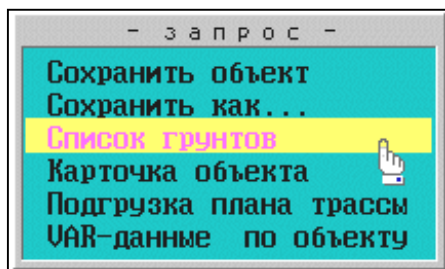 - запрос -
Сохранить объект
Сохранить как...
Список грунтов
Карточка объекта
Подгрузка плана трассы
VAR-данные по объекту